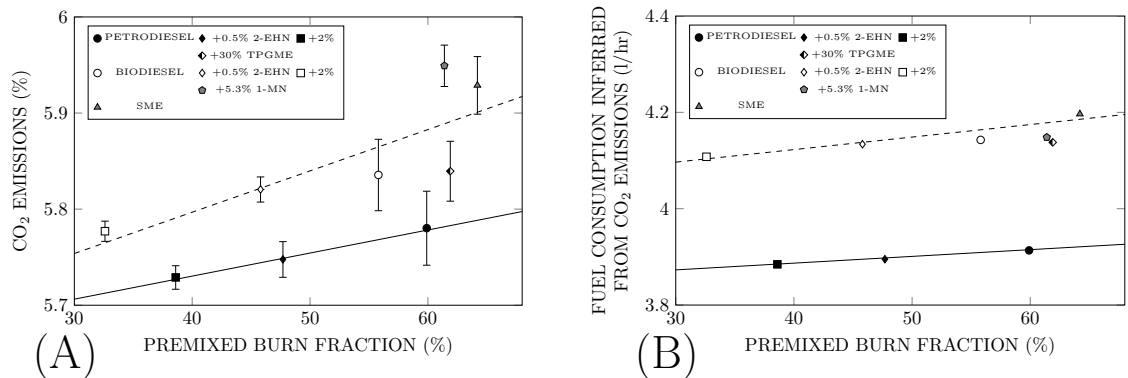 6
PETRODIESEL +0.5% 2-EHN +2%
+30% TPGME
BIODIESEL +0.5% 2-EHN +2%
+5.3% 1-MN
SME
5.9
5.8
5.7
CO2 EMISSIONS (%)
30 40 50 60
PREMIXED BURN FRACTION (%)
(A)
4.4
PETRODIESEL +0.5% 2-EHN +2%
+30% TPGME
BIODIESEL +0.5% 2-EHN +2%
+5.3% 1-MN
SME
4.2
4
3.8
FUEL CONSUMPTION INFERRED
FROM CO2 EMISSIONS (l/hr)
30 40 50 60
PREMIXED BURN FRACTION (%)
(B)